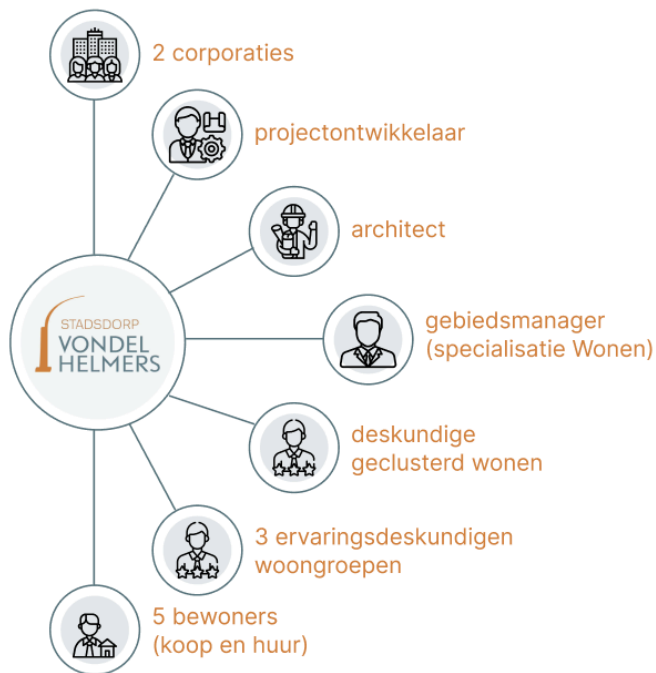 2 corporaties
projectontwikkelaar
architect
STADSDORP
VONDEL
HELMERS
gebiedsmanager
(specialisatie Wonen)
deskundige
geclusterd wonen
3 ervaringsdeskundigen
woongroepen
5 bewoners
(koop en huur)